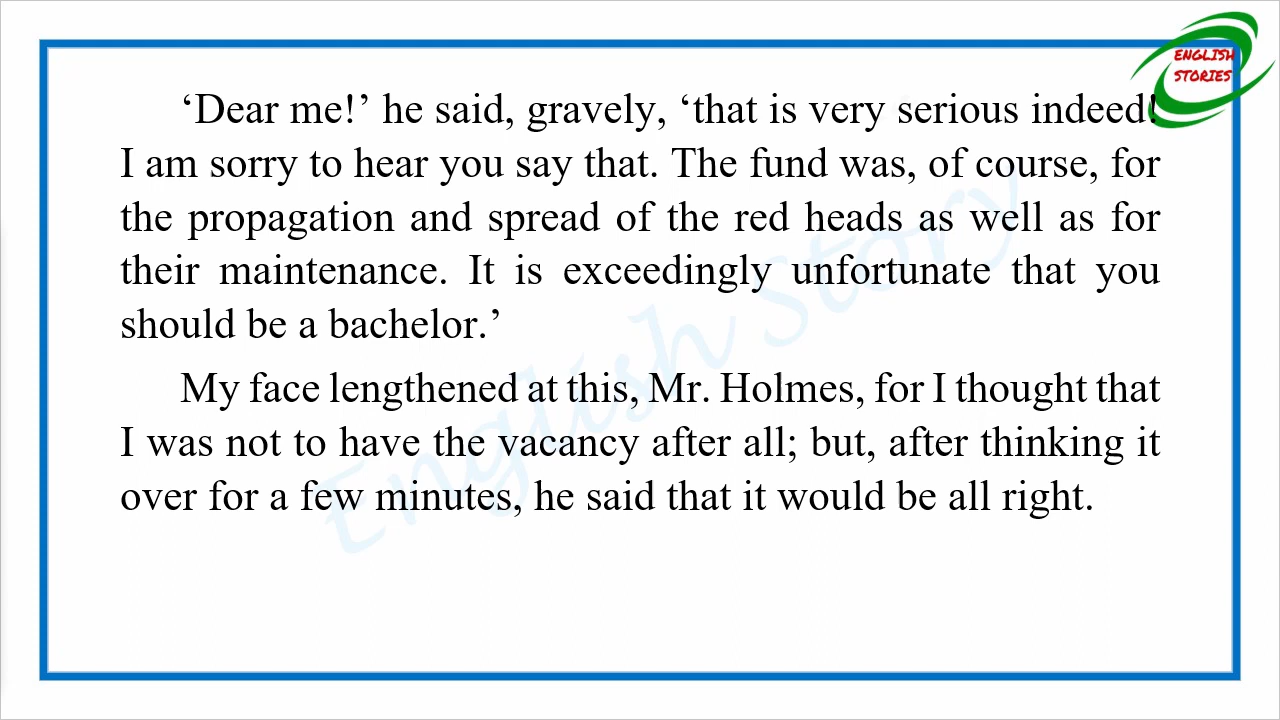 ENGLISH
STORIES
‘Dear me!’ he said, gravely, ‘that is very serious indeed!
I am sorry to hear you say that. The fund was, of course, for
the propagation and spread of the red heads as well as for
their maintenance. It is exceedingly unfortunate that you
should be a bachelor.’
My face lengthened at this, Mr. Holmes, for I thought that
I was not to have the vacancy after all; but, after thinking it
over for a few minutes, he said that it would be all right.
English Story